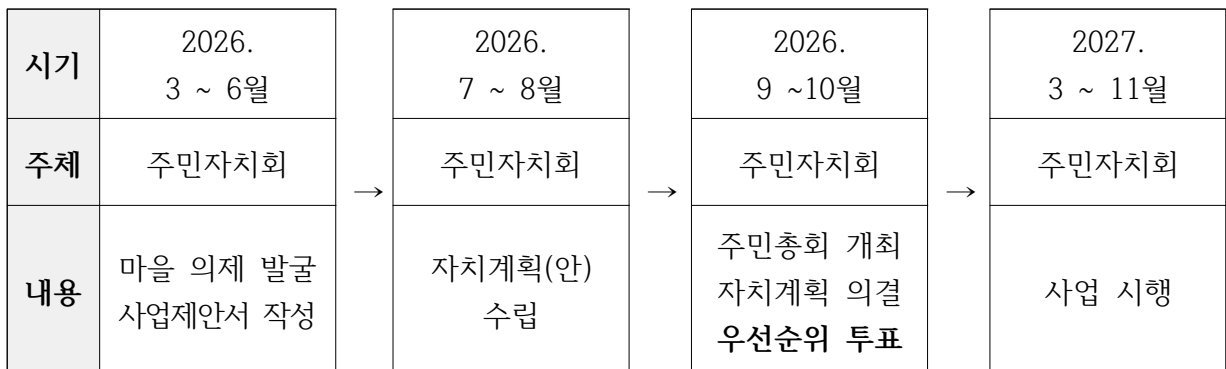 시기
2026.
3 ~ 6월
2026.
7 ~ 8월
2026.
9 ~10월
2027.
3 ~ 11월
주체
주민자치회
→
주민자치회
→
주민자치회
→
주민자치회
내용
마을 의제 발굴
사업제안서 작성
자치계획(안)
수립
주민총회 개최
자치계획 의결
우선순위 투표
사업 시행